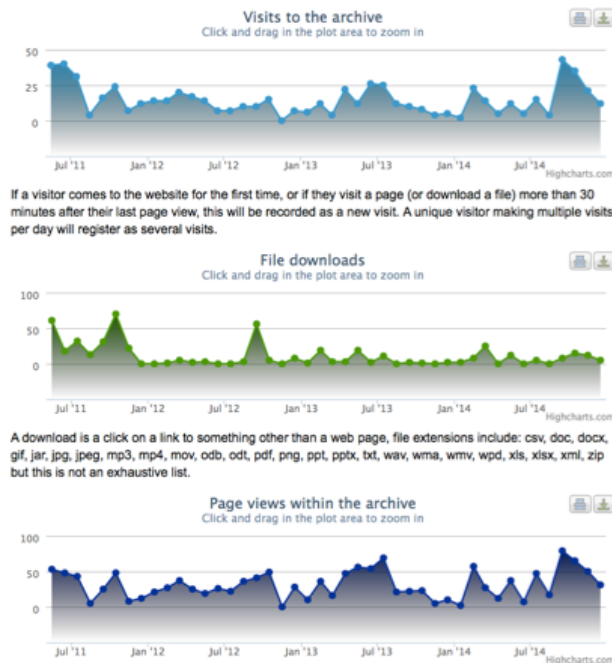 Visits to the archive
Click and drag in the plot area to zoom in
50
25
0
Jul '11 Jan '12 Jul '12 Jan '13 Jul '13 Jan '14 Jul '14
Highcharts.com
If a visitor comes to the website for the first time, or if they visit a page (or download a file) more than 30
minutes after their last page view, this will be recorded as a new visit. A unique visitor making multiple visits
per day will register as several visits.
File downloads
Click and drag in the plot area to zoom in
100
50
0
Jul '11 Jan '12 Jul '12 Jan '13 Jul '13 Jan '14 Jul '14
Highcharts.com
A download is a click on a link to something other than a web page, file extensions include: csv, doc, docx,
gif, jar, jpg, jpeg, mp3, mp4, mov, odb, odt, pdf, png, ppt, pptx, txt, wav, wma, wmv, wpd, xls, xlsx, xml, zip
but this is not an exhaustive list.
Page views within the archive
Click and drag in the plot area to zoom in
100
50
0
Jul '11 Jan '12 Jul '12 Jan '13 Jul '13 Jan '14 Jul '14
Highcharts.com